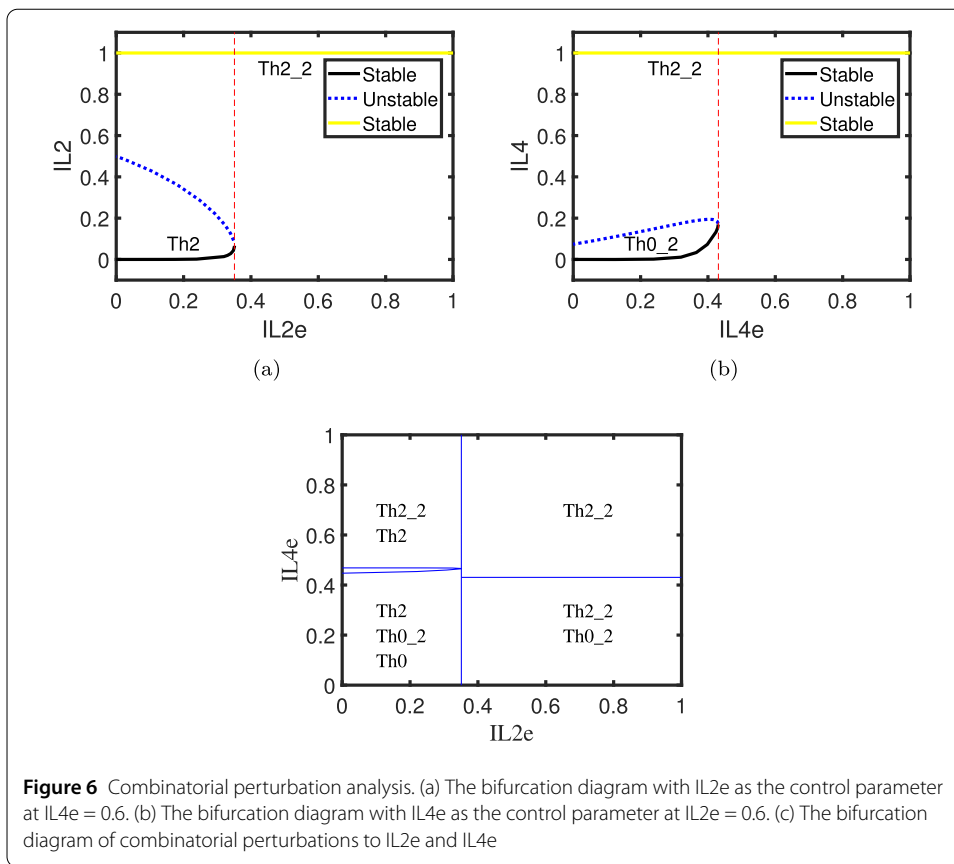 1
0.8
0.6
0.4
0.2
0
IL2
Th2_2
Stable
Unstable
Stable
Th2
0 0.2 0.4 0.6 0.8 1
IL2e
(a)
1
0.8
0.6
0.4
0.2
0
IL4
Th2_2
Stable
Unstable
Stable
Th0_2
0 0.2 0.4 0.6 0.8 1
IL4e
(b)
1
0.8
0.6
0.4
0.2
0
IL4e
Th2_2
Th2
Th2_2
Th2
Th0_2
Th0
Th2_2
Th0_2
0 0.2 0.4 0.6 0.8 1
IL2e
Figure 6 Combinatorial perturbation analysis. (a) The bifurcation diagram with IL2e as the control parameter
at IL4e = 0.6. (b) The bifurcation diagram with IL4e as the control parameter at IL2e = 0.6. (c) The bifurcation
diagram of combinatorial perturbations to IL2e and IL4e